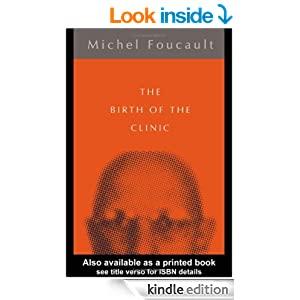 Look inside
Michel Foucault
THE
BIRTH OF THE
CLINIC
Also available as a printed book
see title verso for ISBN details
kindle edition